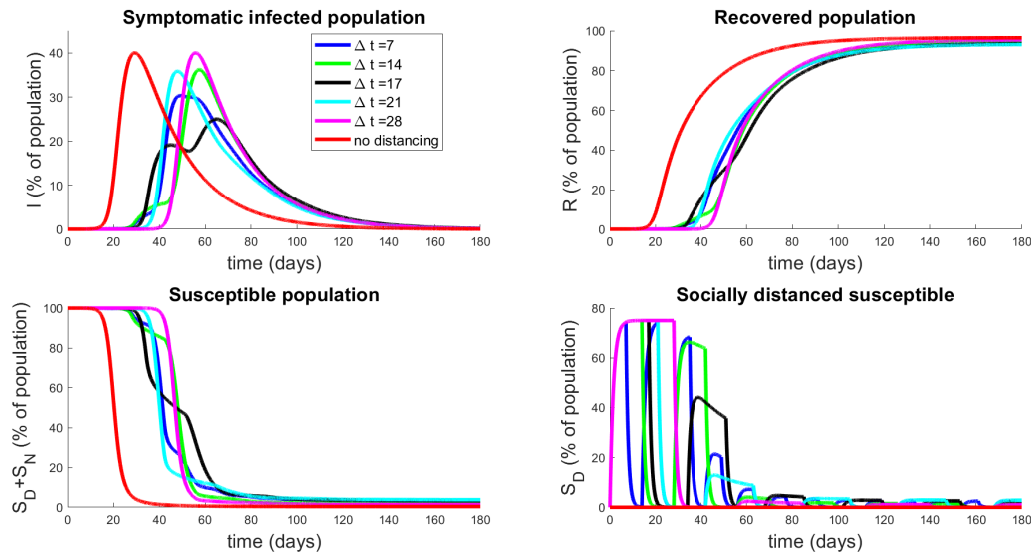 Symptomatic infected population
I (% of population)
40
30
20
10
0
0 20 40 60 80 100 120 140 160 180
time (days)
Δ t =7
Δ t =14
Δ t =17
Δ t =21
Δ t =28
no distancing
Recovered population
R (% of population)
100
80
60
40
20
0
0 20 40 60 80 100 120 140 160 180
time (days)
Susceptible population
S_D+S_N (% of population)
100
80
60
40
20
0
0 20 40 60 80 100 120 140 160 180
time (days)
Socially distanced susceptible
S_D (% of population)
80
60
40
20
0
0 20 40 60 80 100 120 140 160 180
time (days)